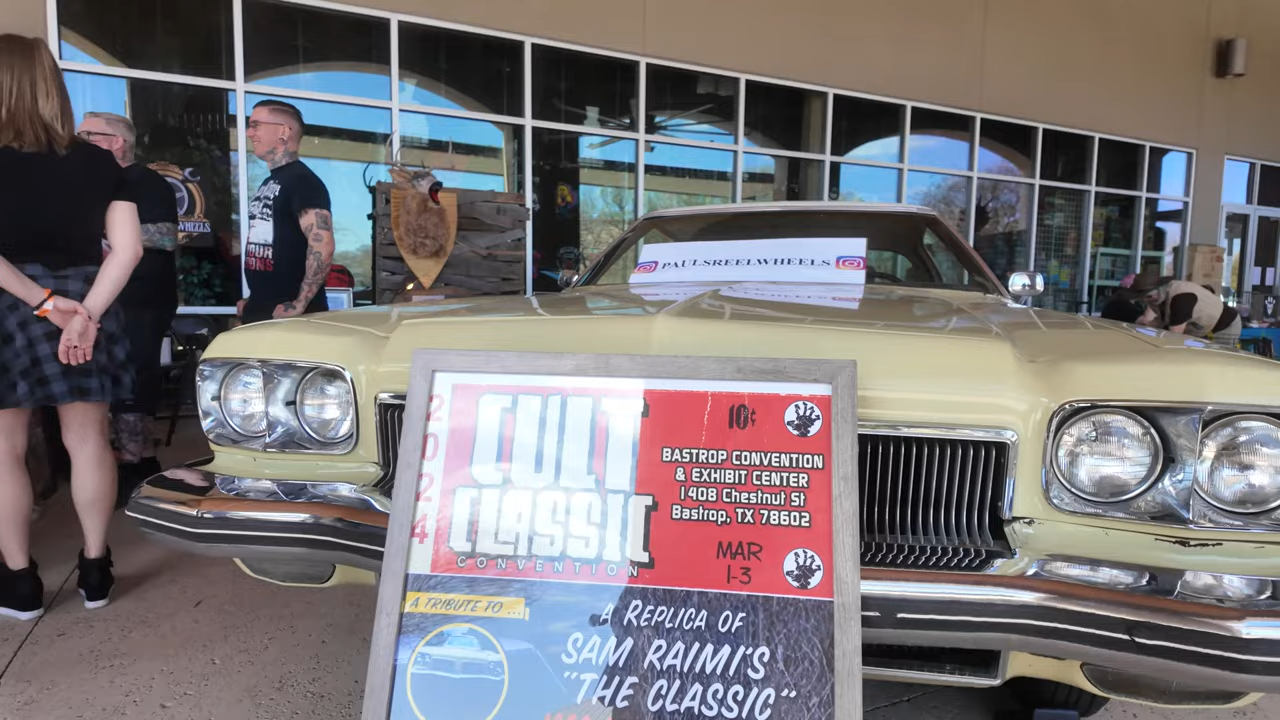 WHEELS
PAULSREELWHEELS
2024
CULT
CLASSIC
CONVENTION
10¢
BASTROP CONVENTION
& EXHIBIT CENTER
1408 Chestnut St
Bastrop, TX 78602
MAR
1-3
A TRIBUTE TO ...
A REPLICA OF
SAM RAIMI'S
"THE CLASSIC"